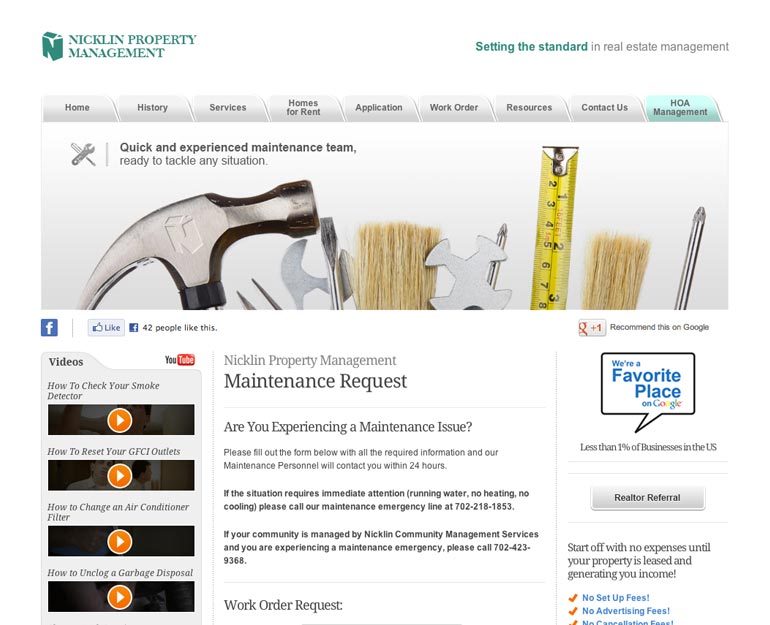 NICKLIN PROPERTY
MANAGEMENT
Setting the standard in real estate management
Home
History
Services
Homes
for Rent
Application
Work Order
Resources
Contact Us
HOA
Management
Quick and experienced maintenance team,
ready to tackle any situation.
f
Like
42 people like this.
g +1
Recommend this on Google
Videos
YouTube
How To Check Your Smoke
Detector
How To Reset Your GFCI Outlets
How to Change an Air Conditioner
Filter
How to Unclog a Garbage Disposal
Nicklin Property Management
Maintenance Request
Are You Experiencing a Maintenance Issue?
Please fill out the form below with all the required information and our
Maintenance Personnel will contact you within 24 hours.
If the situation requires immediate attention (running water, no heating, no
cooling) please call our maintenance emergency line at 702-218-1853.
If your community is managed by Nicklin Community Management Services
and you are experiencing a maintenance emergency, please call 702-423-
9368.
Work Order Request:
We're a
Favorite
Place
on Google
Less than 1% of Businesses in the US
Realtor Referral
Start off with no expenses until
your property is leased and
generating you income!
No Set Up Fees!
No Advertising Fees!
No Cancellation Fees!